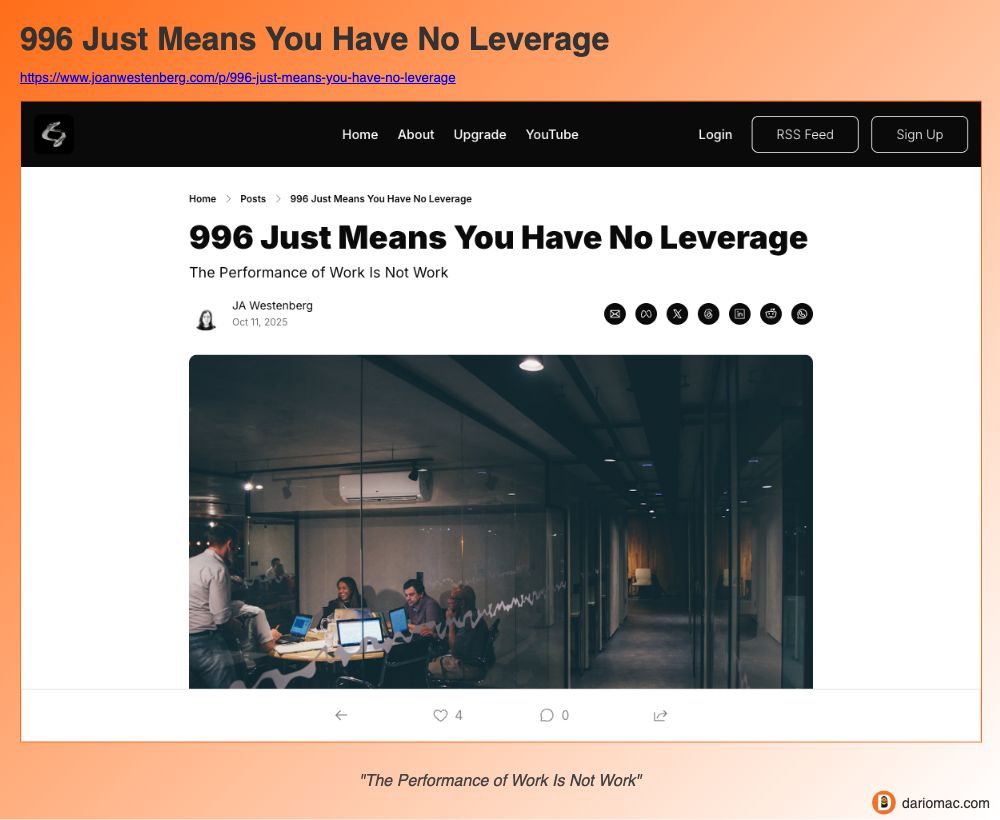 996 Just Means You Have No Leverage
https://www.joanwestenberg.com/p/996-just-means-you-have-no-leverage
Home About Upgrade YouTube Login RSS Feed Sign Up
Home > Posts > 996 Just Means You Have No Leverage
996 Just Means You Have No Leverage
The Performance of Work Is Not Work
JA Westenberg
Oct 11, 2025
4 0
"The Performance of Work Is Not Work"
dariomac.com